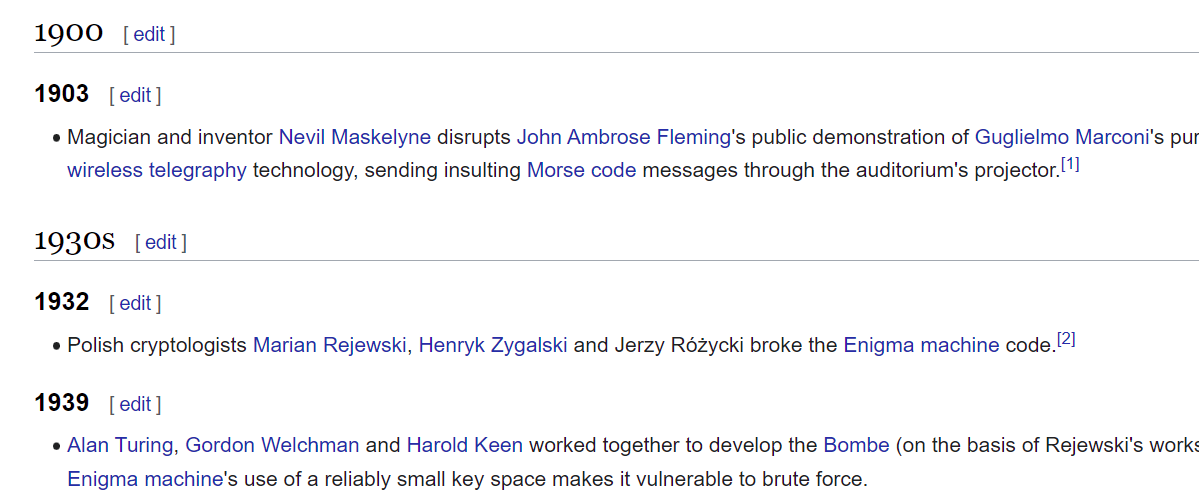 1900 [ edit ]
1903 [ edit ]
• Magician and inventor Nevil Maskelyne disrupts John Ambrose Fleming's public demonstration of Guglielmo Marconi's pur
wireless telegraphy technology, sending insulting Morse code messages through the auditorium's projector.[1]
1930s [ edit ]
1932 [ edit ]
• Polish cryptologists Marian Rejewski, Henryk Zygalski and Jerzy Różycki broke the Enigma machine code.[2]
1939 [ edit ]
• Alan Turing, Gordon Welchman and Harold Keen worked together to develop the Bombe (on the basis of Rejewski's works
Enigma machine's use of a reliably small key space makes it vulnerable to brute force.